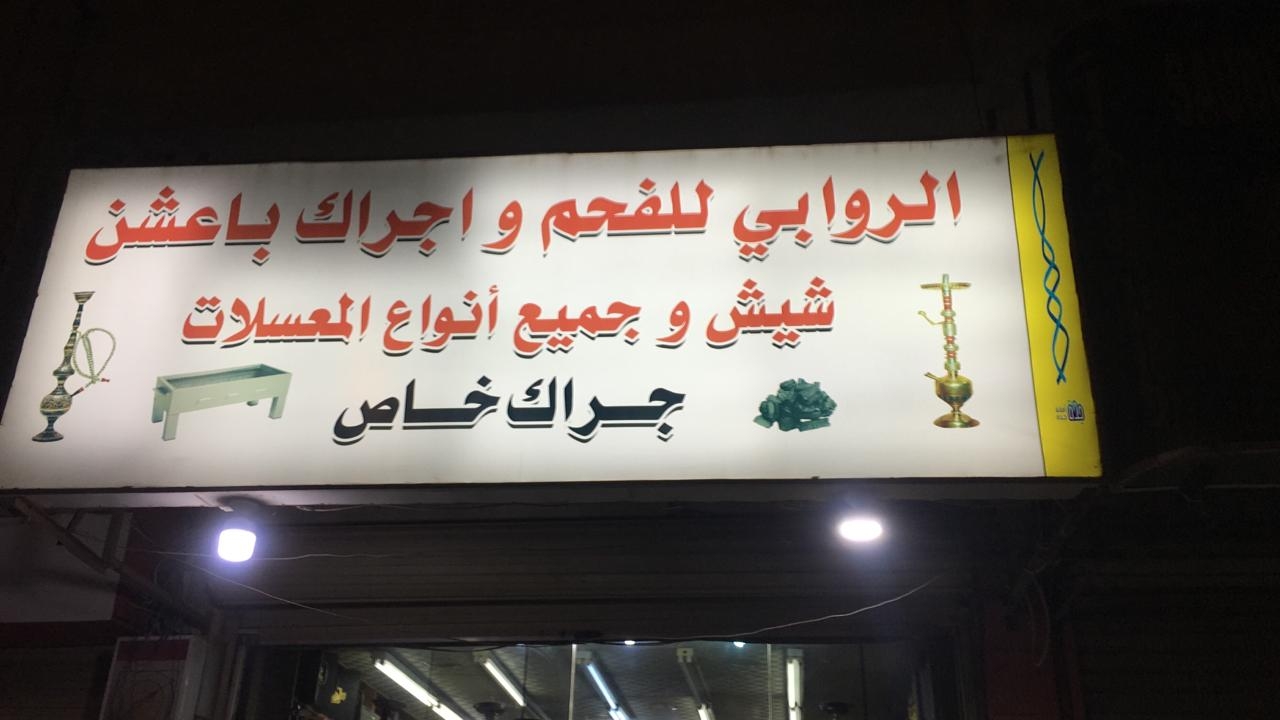 الروابي للفحم و اجراك باعشن
شيش و جميع أنواع المعسلات
جراك خاص